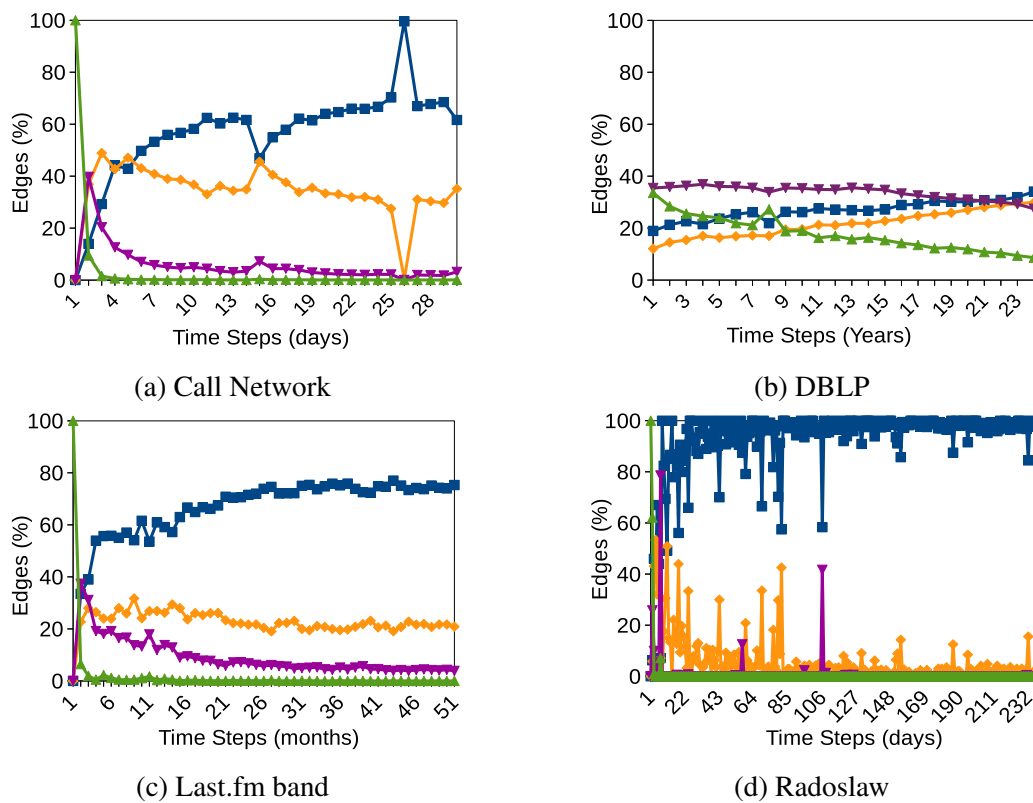 100
80
60
40
20
0
Edges (%)
1 4 7 10 13 16 19 22 25 28
Time Steps (days)
(a) Call Network
100
80
60
40
20
0
Edges (%)
1 3 5 7 9 11 13 15 17 19 21 23
Time Steps (Years)
(b) DBLP
100
80
60
40
20
0
Edges (%)
1 6 11 16 21 26 31 36 41 46 51
Time Steps (months)
(c) Last.fm band
100
80
60
40
20
0
Edges (%)
1 22 43 64 85 106 127 148 169 190 211 232
Time Steps (days)
(d) Radoslaw